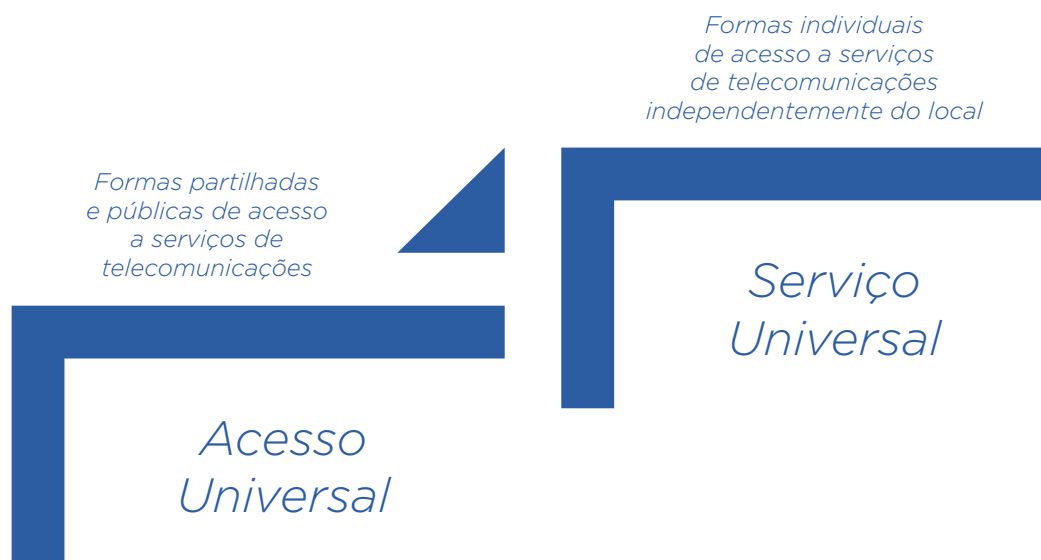 Formas individuais
de acesso a serviços
de telecomunicações
independentemente do local
Formas partilhadas
e públicas de acesso
a serviços de
telecomunicações
Serviço
Universal
Acesso
Universal